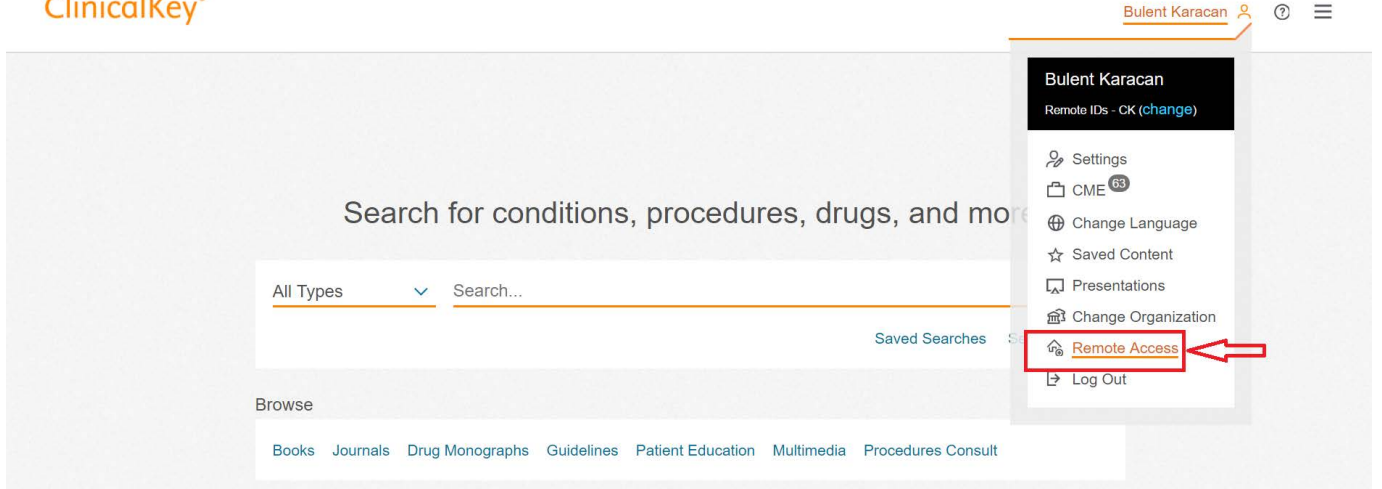 ClinicalKey
Bulent Karacan
Bulent Karacan
Remote IDs - CK (change)
Settings
CME 63
Change Language
Saved Content
Presentations
Change Organization
Remote Access
Log Out
Search for conditions, procedures, drugs, and more
All Types
Search...
Saved Searches
Browse
Books Journals Drug Monographs Guidelines Patient Education Multimedia Procedures Consult